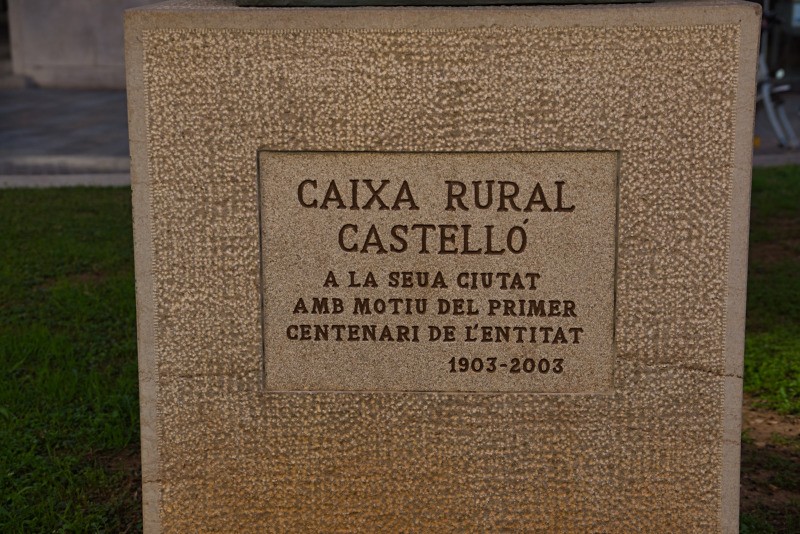 CAIXA RURAL
CASTELLÓ
A LA SEUA CIUTAT
AMB MOTIU DEL PRIMER
CENTENARI DE L'ENTITAT
1903-2003